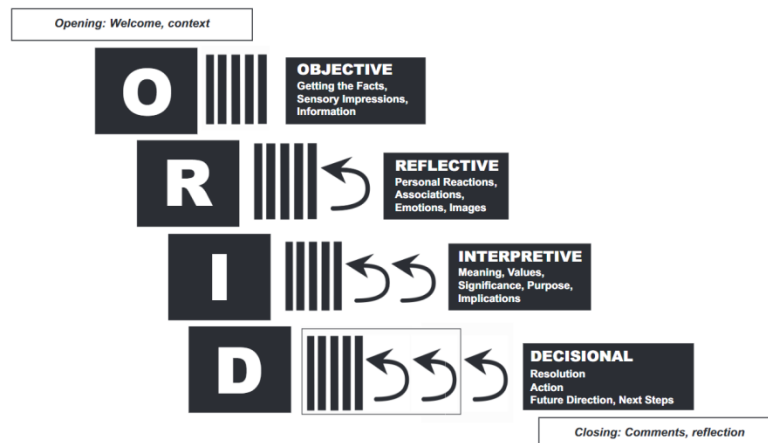 Opening: Welcome, context
O
OBJECTIVE
Getting the Facts,
Sensory Impressions,
Information
R
REFLECTIVE
Personal Reactions,
Associations,
Emotions, Images
I
INTERPRETIVE
Meaning, Values,
Significance, Purpose,
Implications
D
DECISIONAL
Resolution
Action
Future Direction, Next Steps
Closing: Comments, reflection